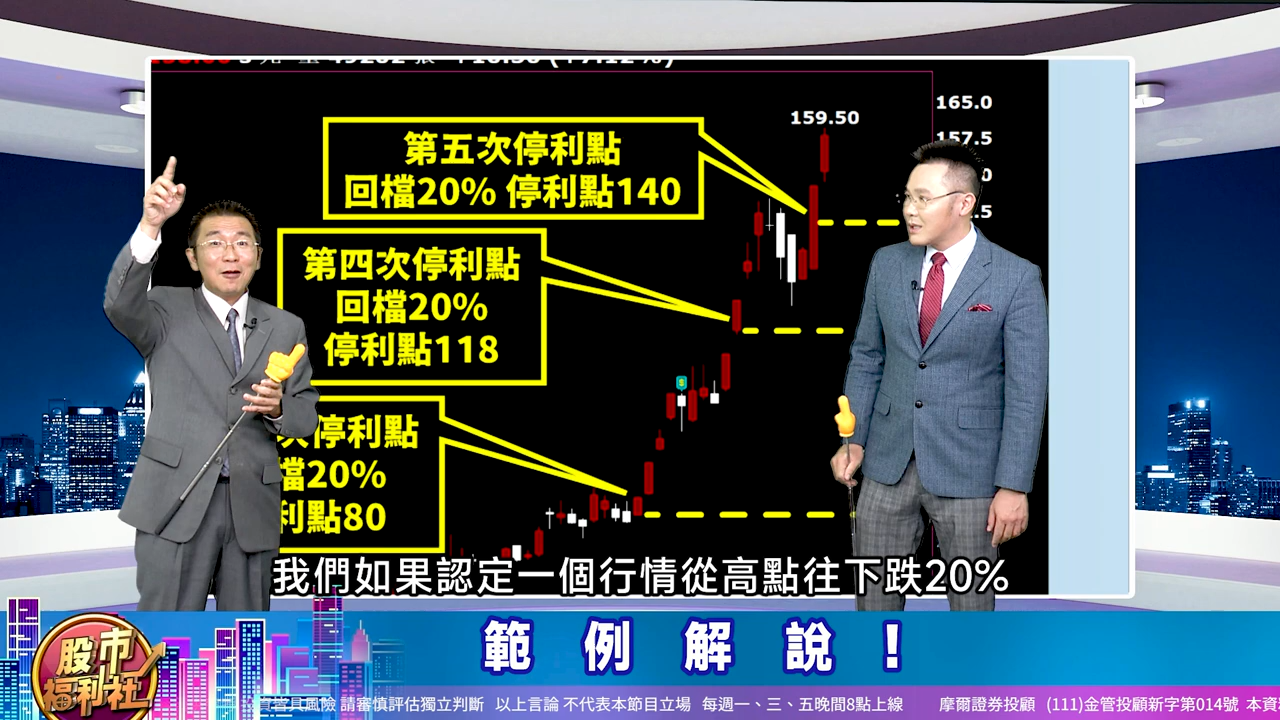 159.50
165.0
157.5
第五次停利點
回檔20% 停利點140
第四次停利點
回檔20%
停利點118
次停利點
檔20%
利點80
我們如果認定一個行情從高點往下跌20%
範例解說！
股市
福利社
皆具風險 請審慎評估獨立判斷 以上言論 不代表本節目立場 每週一、三、五晚間8點上線 摩爾證券投顧 (111)金管投顧新字第014號 本資